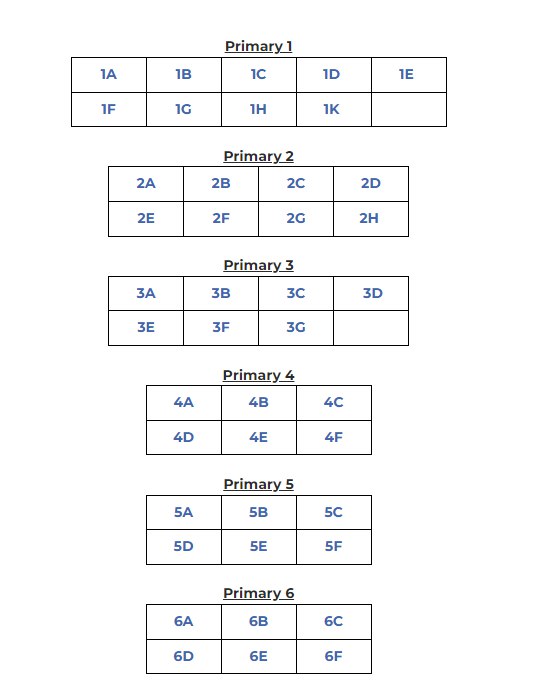 Primary 1
1A 1B 1C 1D 1E
1F 1G 1H 1K
Primary 2
2A 2B 2C 2D
2E 2F 2G 2H
Primary 3
3A 3B 3C 3D
3E 3F 3G
Primary 4
4A 4B 4C
4D 4E 4F
Primary 5
5A 5B 5C
5D 5E 5F
Primary 6
6A 6B 6C
6D 6E 6F